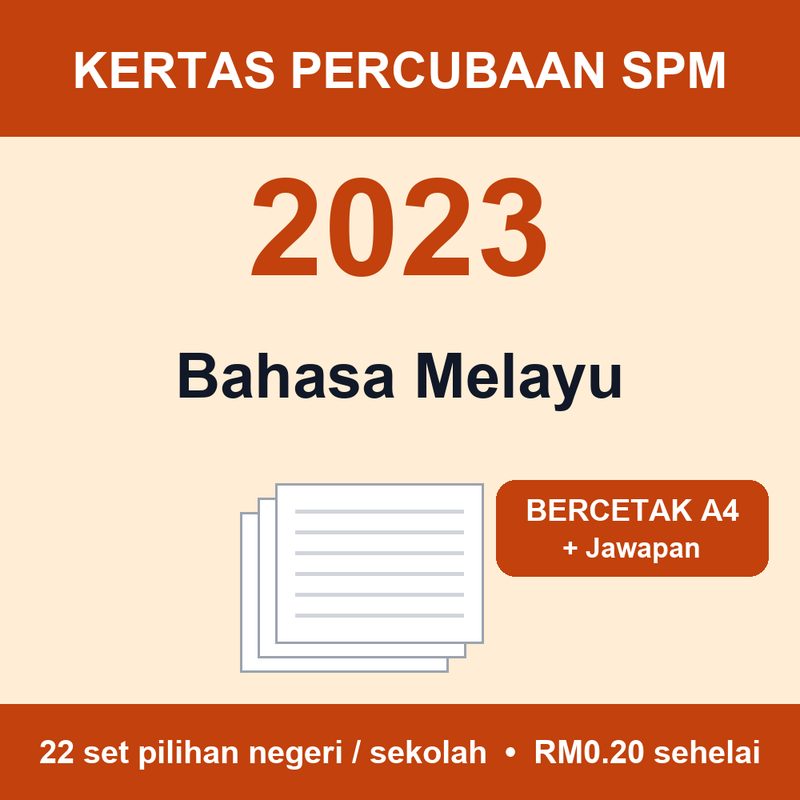 KERTAS PERCUBAAN SPM
2023
Bahasa Melayu
BERCETAK A4
+ Jawapan
22 set pilihan negeri / sekolah • RM0.20 sehelai